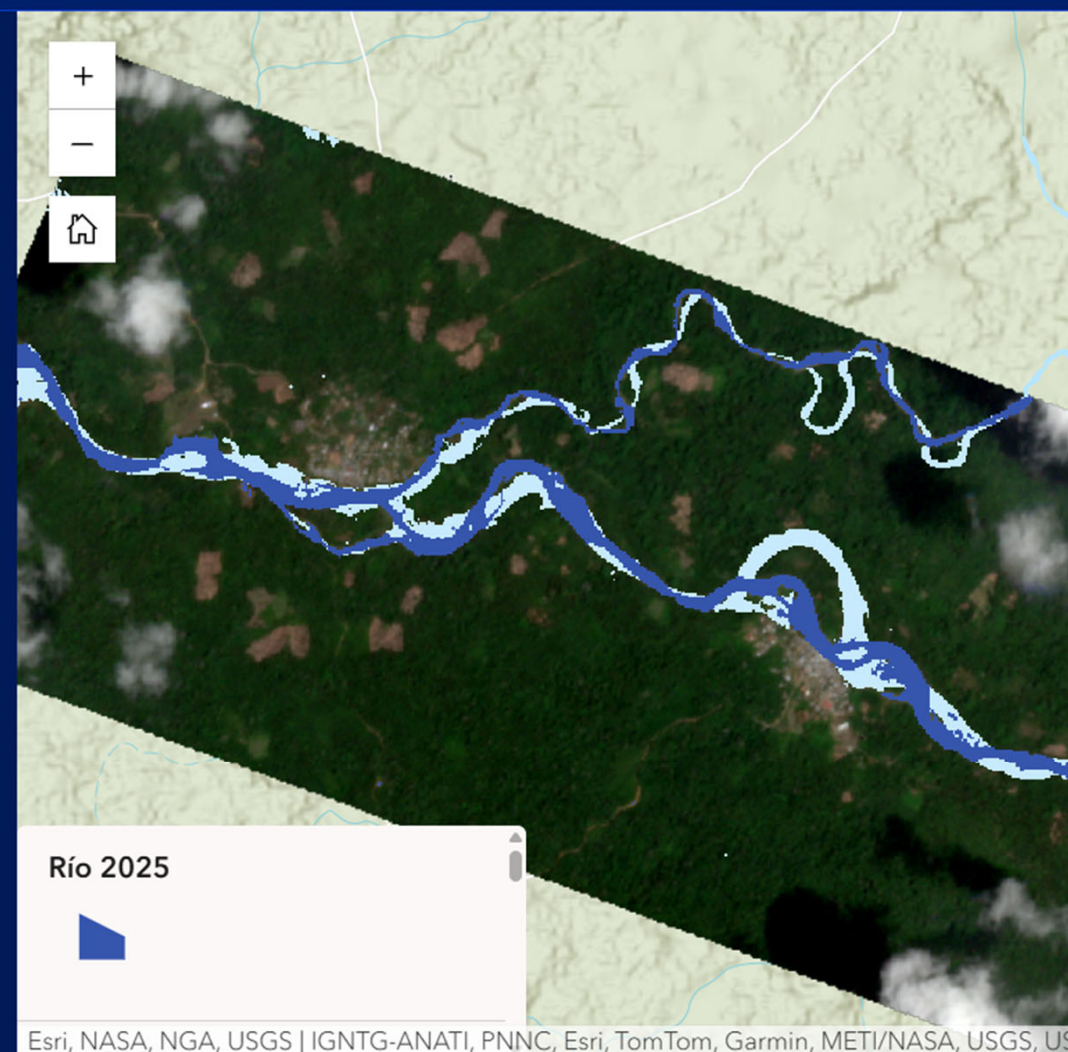 +
−
Río 2025
Esri, NASA, NGA, USGS | IGNTG-ANATI, PNNC, Esri, TomTom, Garmin, METI/NASA, USGS,